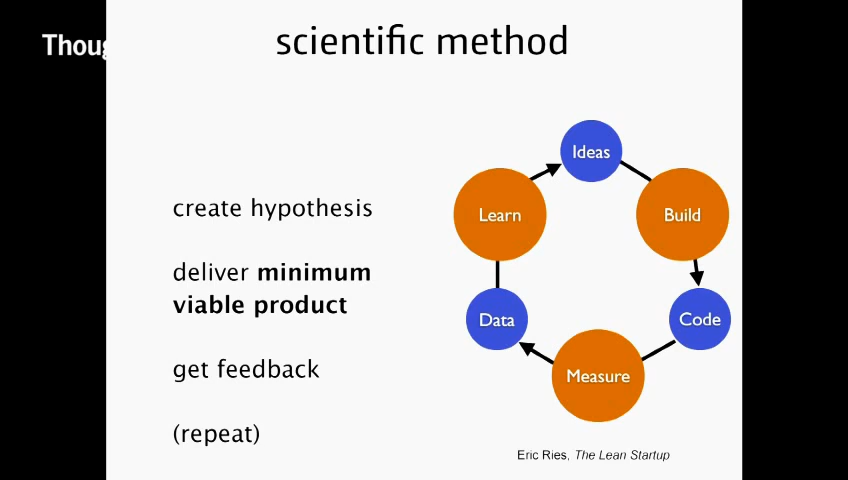 scientific method
create hypothesis
deliver minimum
viable product
get feedback
(repeat)
Ideas
Learn
Build
Data
Code
Measure
Eric Ries, The Lean Startup